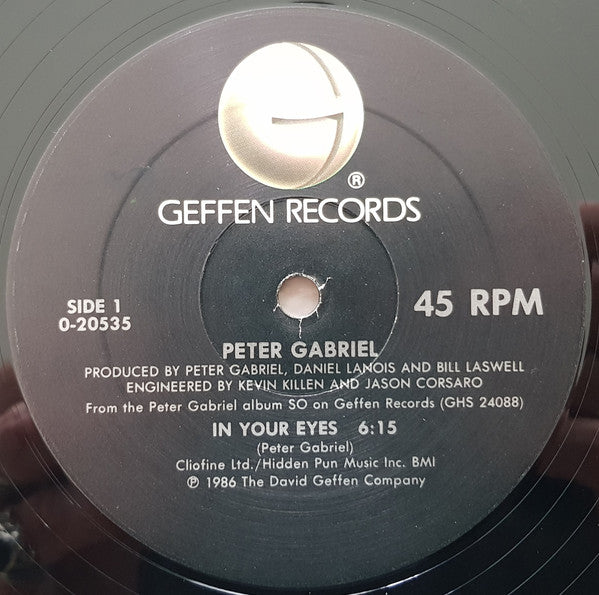 ®
GEFFEN RECORDS
SIDE 1
0-20535
45 RPM
PETER GABRIEL
PRODUCED BY PETER GABRIEL, DANIEL LANOIS AND BILL LASWELL
ENGINEERED BY KEVIN KILLEN AND JASON CORSARO
From the Peter Gabriel album SO on Geffen Records (GHS 24088)
IN YOUR EYES 6:15
(Peter Gabriel)
Cliofine Ltd./Hidden Pun Music Inc. BMI
℗ 1986 The David Geffen Company